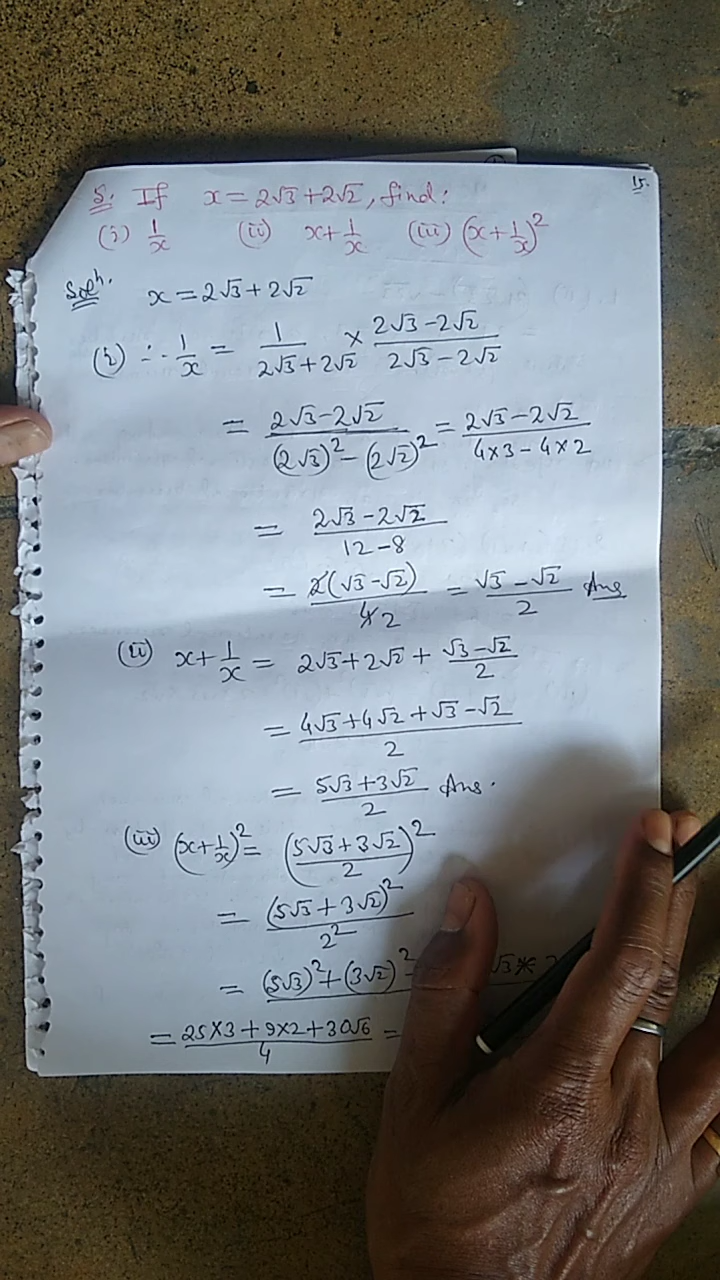 15.
5. If x = 2√3 + 2√2, find:
(i) 1/x (ii) x + 1/x (iii) (x + 1/x)²
Solⁿ. x = 2√3 + 2√2
(i) ∴ 1/x = 1/(2√3 + 2√2) × (2√3 − 2√2)/(2√3 − 2√2)
= (2√3 − 2√2)/((2√3)² − (2√2)²) = (2√3 − 2√2)/(4×3 − 4×2)
= (2√3 − 2√2)/(12 − 8)
= 2(√3 − √2)/4 2 = (√3 − √2)/2 Ans
(ii) x + 1/x = 2√3 + 2√2 + (√3 − √2)/2
= (4√3 + 4√2 + √3 − √2)/2
= (5√3 + 3√2)/2 Ans.
(iii) (x + 1/x)² = ((5√3 + 3√2)/2)²
= (5√3 + 3√2)²/2²
= (5√3)² + (3√2)² √3 ×
= (25×3 + 9×2 + 30√6)/4 =